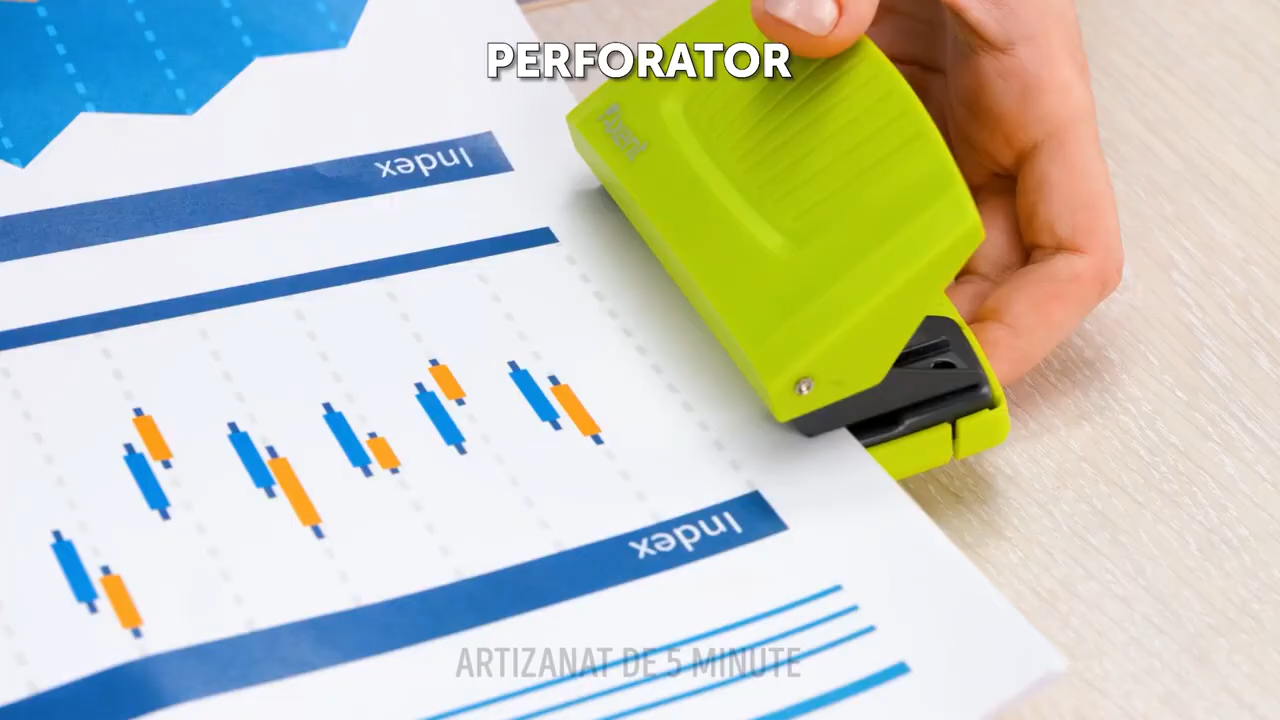 PERFORATOR
Index
Index
ARTIZANAT DE 5 MINUTE